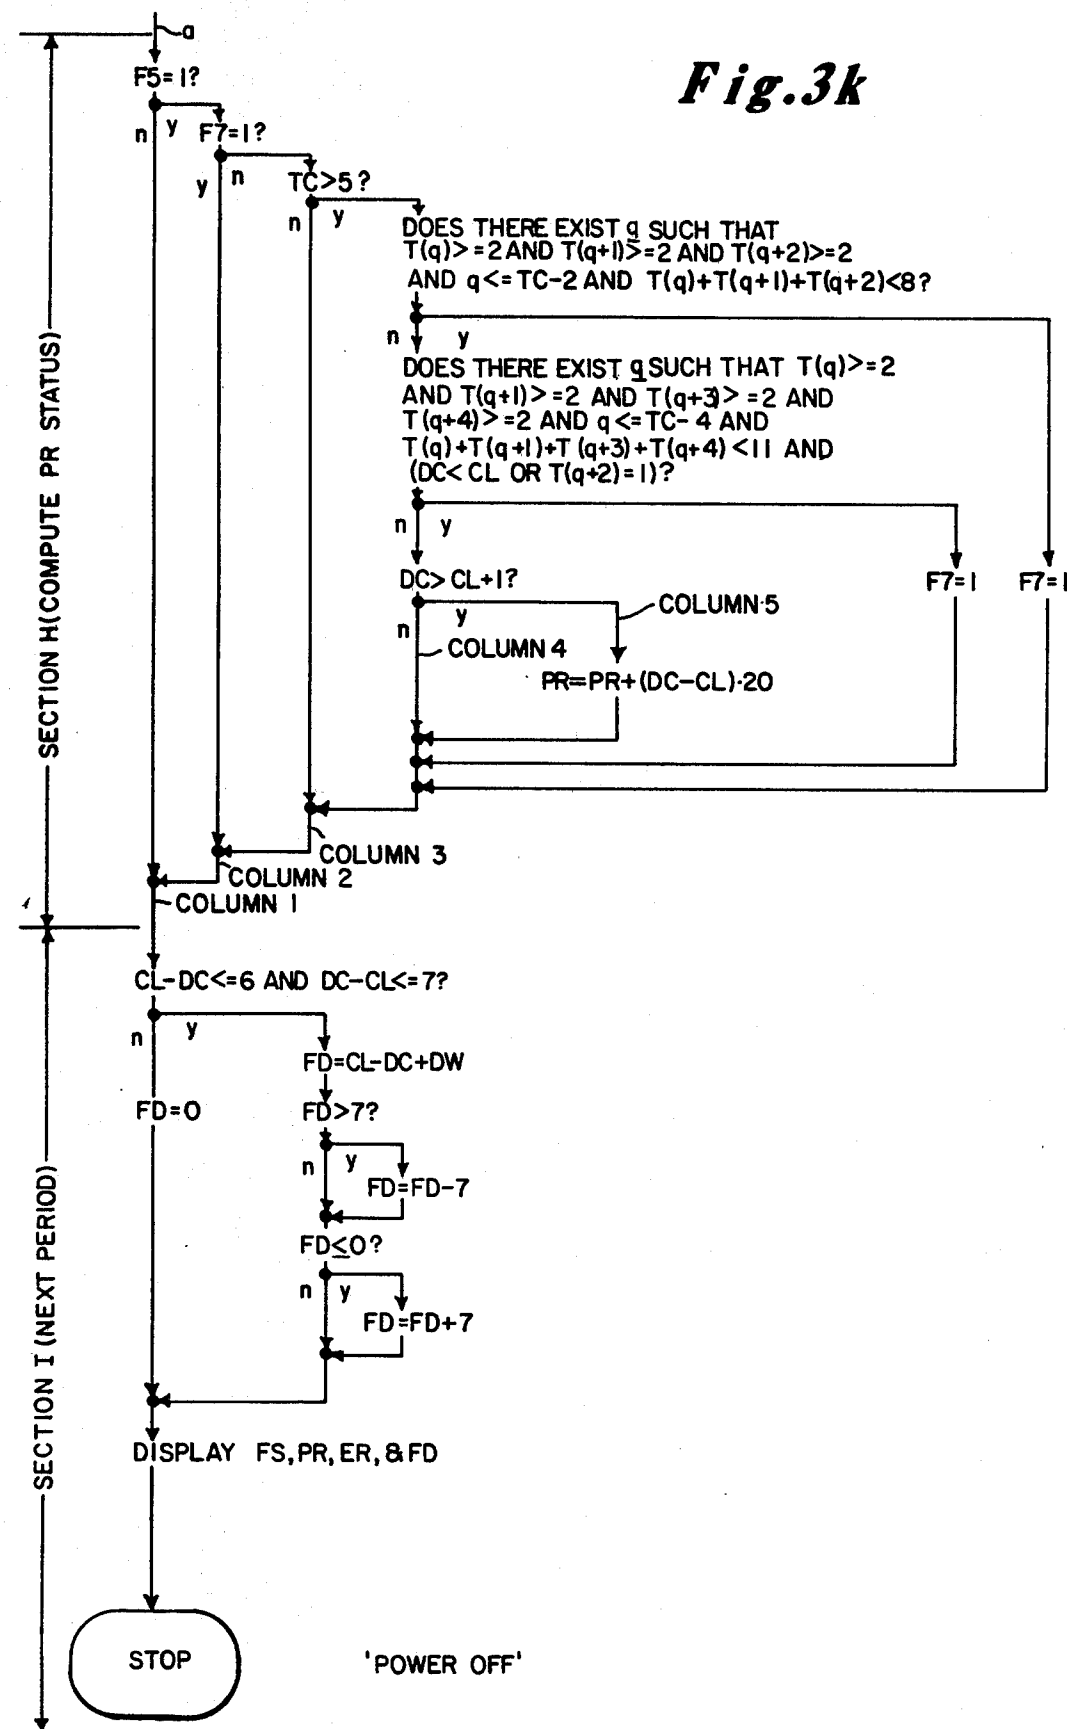 a
Fig.3k
F5=1?
n y
F7=1?
y n
TC>5?
n y
DOES THERE EXIST q SUCH THAT
T(q)>=2 AND T(q+1)>=2 AND T(q+2)>=2
AND q<=TC-2 AND T(q)+T(q+1)+T(q+2)<8?
n y
DOES THERE EXIST q SUCH THAT T(q)>=2
AND T(q+1)>=2 AND T(q+3)>=2 AND
T(q+4)>=2 AND q<=TC-4 AND
T(q)+T(q+1)+T(q+3)+T(q+4)<11 AND
(DC<CL OR T(q+2)=1)?
n y
DC>CL+1?
F7=1
F7=1
n y
COLUMN·5
COLUMN 4
PR=PR+(DC-CL)·20
COLUMN 3
COLUMN 2
COLUMN 1
SECTION H(COMPUTE PR STATUS)
CL-DC<=6 AND DC-CL<=7?
n y
FD=CL-DC+DW
FD=0
FD>7?
n y
FD=FD-7
FD≤0?
n y
FD=FD+7
DISPLAY FS,PR,ER,&FD
SECTION I (NEXT PERIOD)
STOP
'POWER OFF'